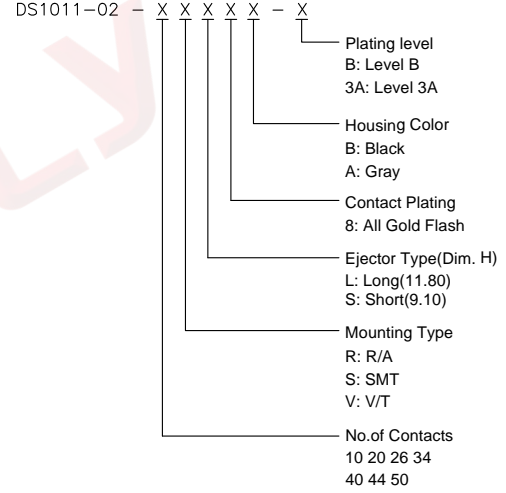 DS1011-02 - X X X X X - X
Plating level
B: Level B
3A: Level 3A
Housing Color
B: Black
A: Gray
Contact Plating
8: All Gold Flash
Ejector Type(Dim. H)
L: Long(11.80)
S: Short(9.10)
Mounting Type
R: R/A
S: SMT
V: V/T
No.of Contacts
10 20 26 34
40 44 50